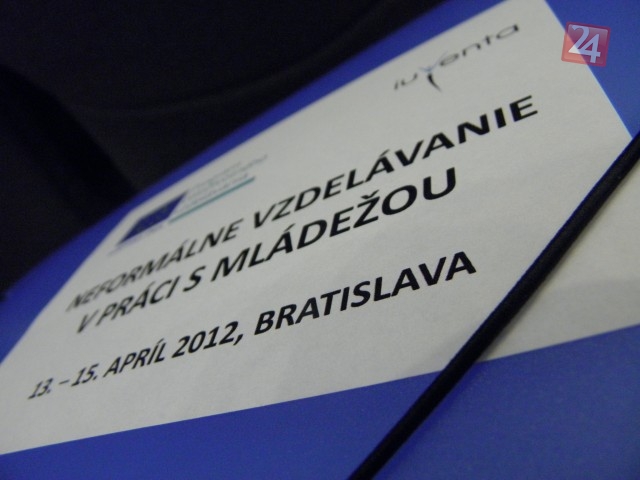 24
iuventa
NEFORMÁLNE VZDELÁVANIE
V PRÁCI S MLÁDEŽOU
13. – 15. APRÍL 2012, BRATISLAVA